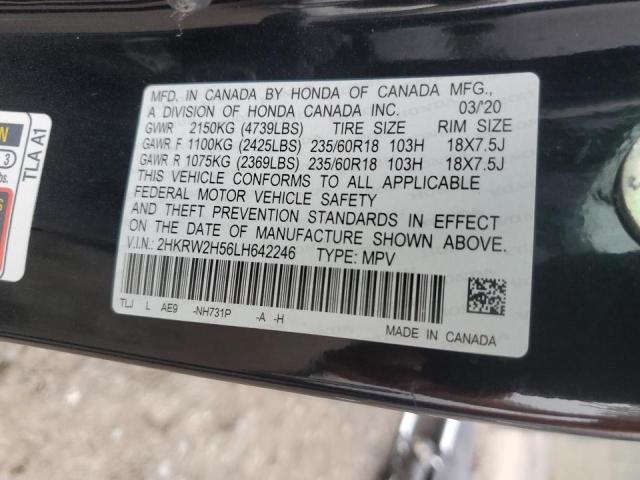 MFD. IN CANADA BY HONDA OF CANADA MFG.,
A DIVISION OF HONDA CANADA INC. 03/'20
GVWR 2150KG (4739LBS) TIRE SIZE RIM SIZE
GAWR F 1100KG (2425LBS) 235/60R18 103H 18X7.5J
GAWR R 1075KG (2369LBS) 235/60R18 103H 18X7.5J
THIS VEHICLE CONFORMS TO ALL APPLICABLE
FEDERAL MOTOR VEHICLE SAFETY
AND THEFT PREVENTION STANDARDS IN EFFECT
ON THE DATE OF MANUFACTURE SHOWN ABOVE.
V.I.N.: 2HKRW2H56LH642246 TYPE: MPV
TLJ L AE9 -NH731P -A -H
MADE IN CANADA
TLA A1
3